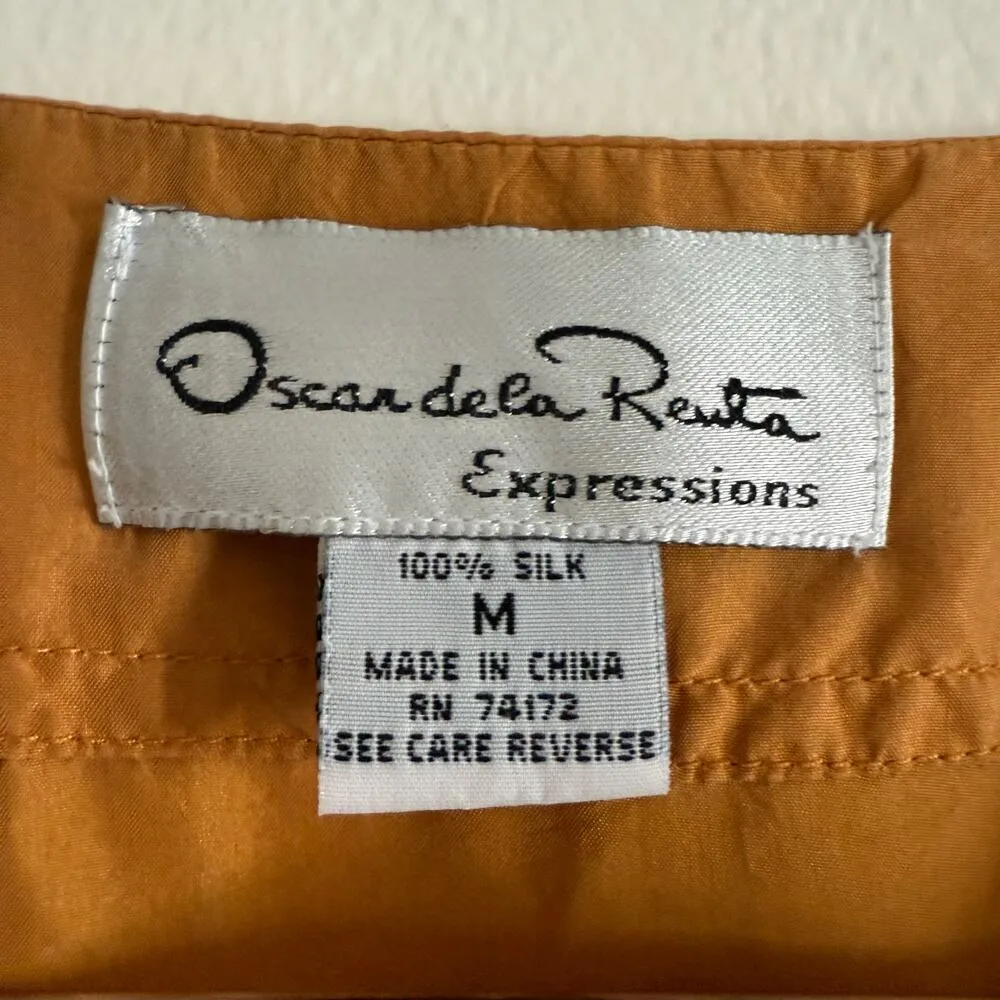 Oscar de la Renta
Expressions
100% SILK
M
MADE IN CHINA
RN 74172
SEE CARE REVERSE